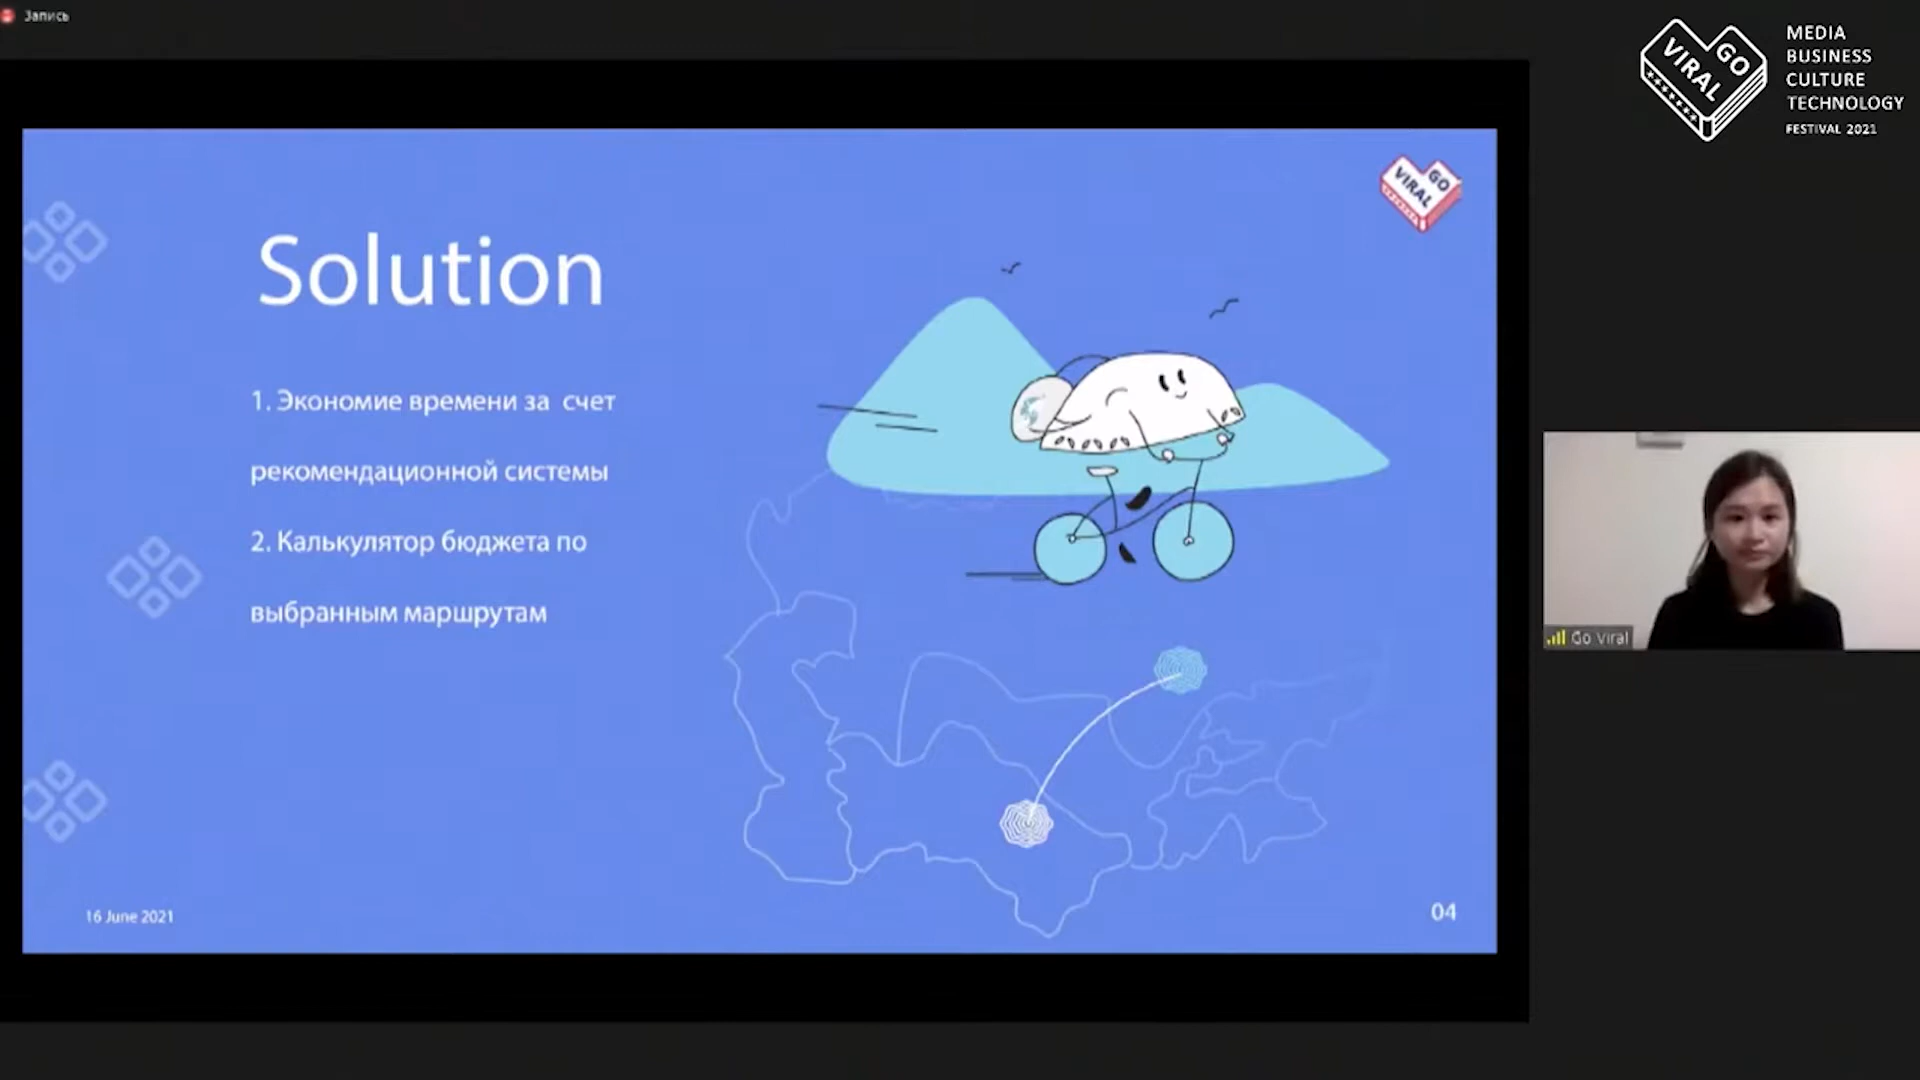 Запись
VIRAL GO
MEDIA
BUSINESS
CULTURE
TECHNOLOGY
FESTIVAL 2021
VIRAL GO
Solution
1. Экономие времени за счет
рекомендационной системы
2. Калькулятор бюджета по
выбранным маршрутам
Go Viral
16 June 2021
04